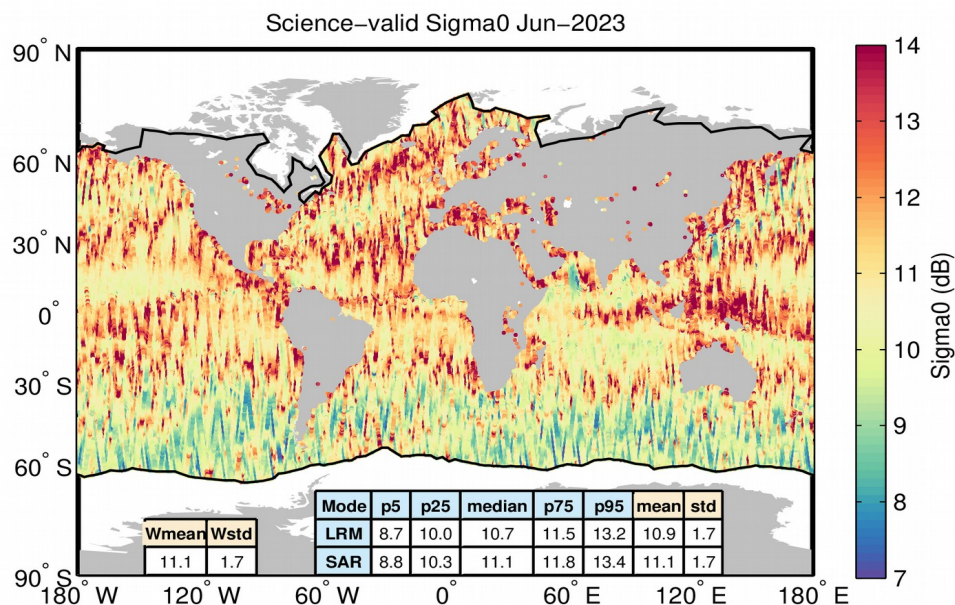 Science−valid Sigma0 Jun−2023
90° N
60° N
30° N
0°
30° S
60° S
90° S
180° W 120° W 60° W 0° 60° E 120° E 180° E
Mode p5 p25 median p75 p95 mean std
LRM 8.7 10.0 10.7 11.5 13.2 10.9 1.7
SAR 8.8 10.3 11.1 11.8 13.4 11.1 1.7
Wmean Wstd
11.1 1.7
14
13
12
11
10
9
8
7
Sigma0 (dB)